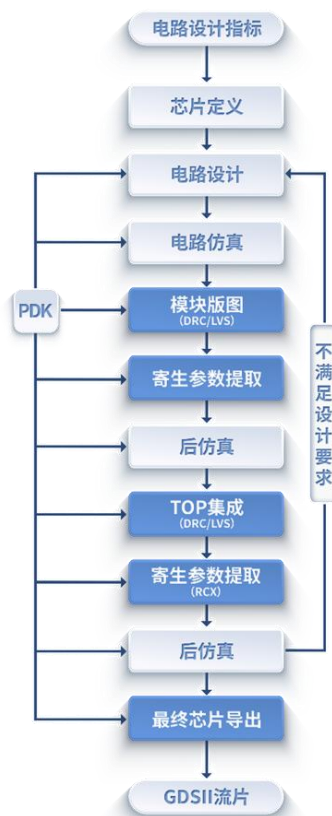 电路设计指标
芯片定义
电路设计
电路仿真
PDK
模块版图
(DRC/LVS)
寄生参数提取
后仿真
TOP集成
(DRC/LVS)
寄生参数提取
(RCX)
后仿真
最终芯片导出
GDSII流片
不满足设计要求